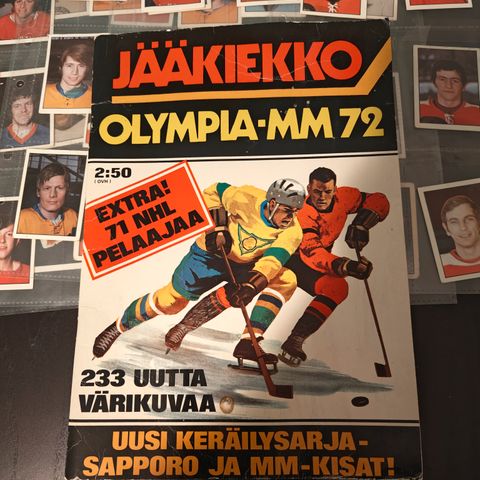 JÄÄKIEKKO
OLYMPIA-MM 72
2:50
(OVH)
EXTRA!
71 NHL
PELAAJAA
233 UUTTA
VÄRIKUVAA
UUSI KERÄILYSARJA-
SAPPORO JA MM-KISAT!